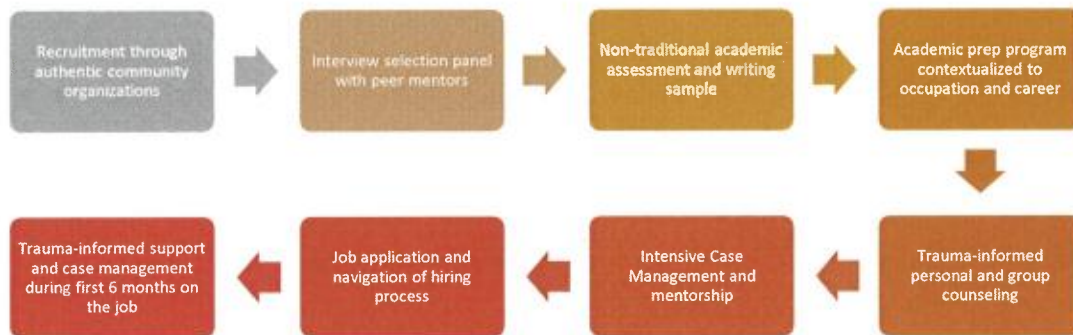 Recruitment through
authentic community
organizations
Interview selection panel
with peer mentors
Non-traditional academic
assessment and writing
sample
Academic prep program
contextualized to
occupation and career
Trauma-informed
personal and group
counseling
Intensive Case
Management and
mentorship
Job application and
navigation of hiring
process
Trauma-informed support
and case management
during first 6 months on
the job